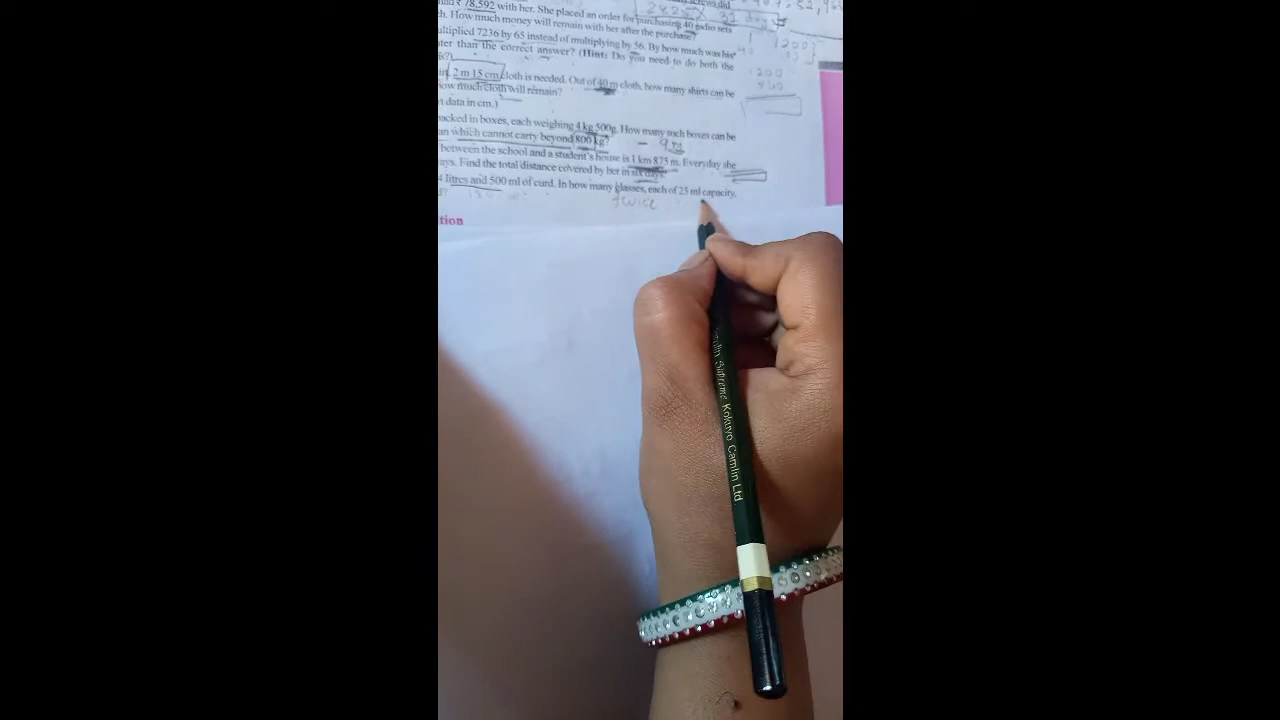 ₹ 78,592 with her. She placed an order for purchasing 40 radio sets
h. How much money will remain with her after the purchase?
ultiplied 7236 by 65 instead of multiplying by 56. By how much was his
ater than the correct answer? (Hint: Do you need to do both the
s?)
2 m 15 cm cloth is needed. Out of 40 m cloth, how many shirts can be
how much cloth will remain?
t data in cm.)
packed in boxes, each weighing 4 kg 500g. How many such boxes can be
an which cannot carry beyond 800 kg?
between the school and a student's house is 1 km 875 m. Everyday she
ays. Find the total distance covered by her in six days.
4 litres and 500 ml of curd. In how many glasses, each of 25 ml capacity,
d?
twice
tion
1200
Camlin Supreme Kokuyo Camlin Ltd